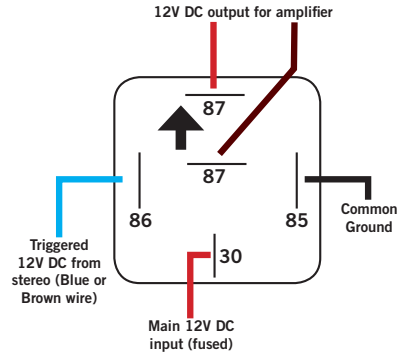 12V DC output for amplifier
87
87
86
85
Common
Ground
Triggered
12V DC from
stereo (Blue or
Brown wire)
30
Main 12V DC
input (fused)